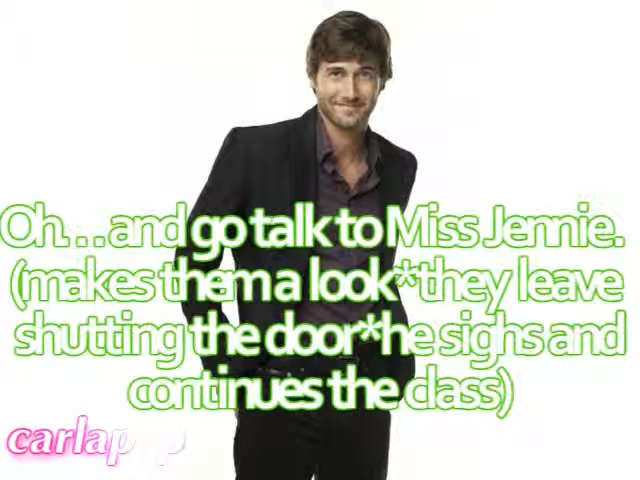 Oh...and go talk to Miss Jennie.
(makes them a look*they leave
shutting the door*he sighs and
continues the class)